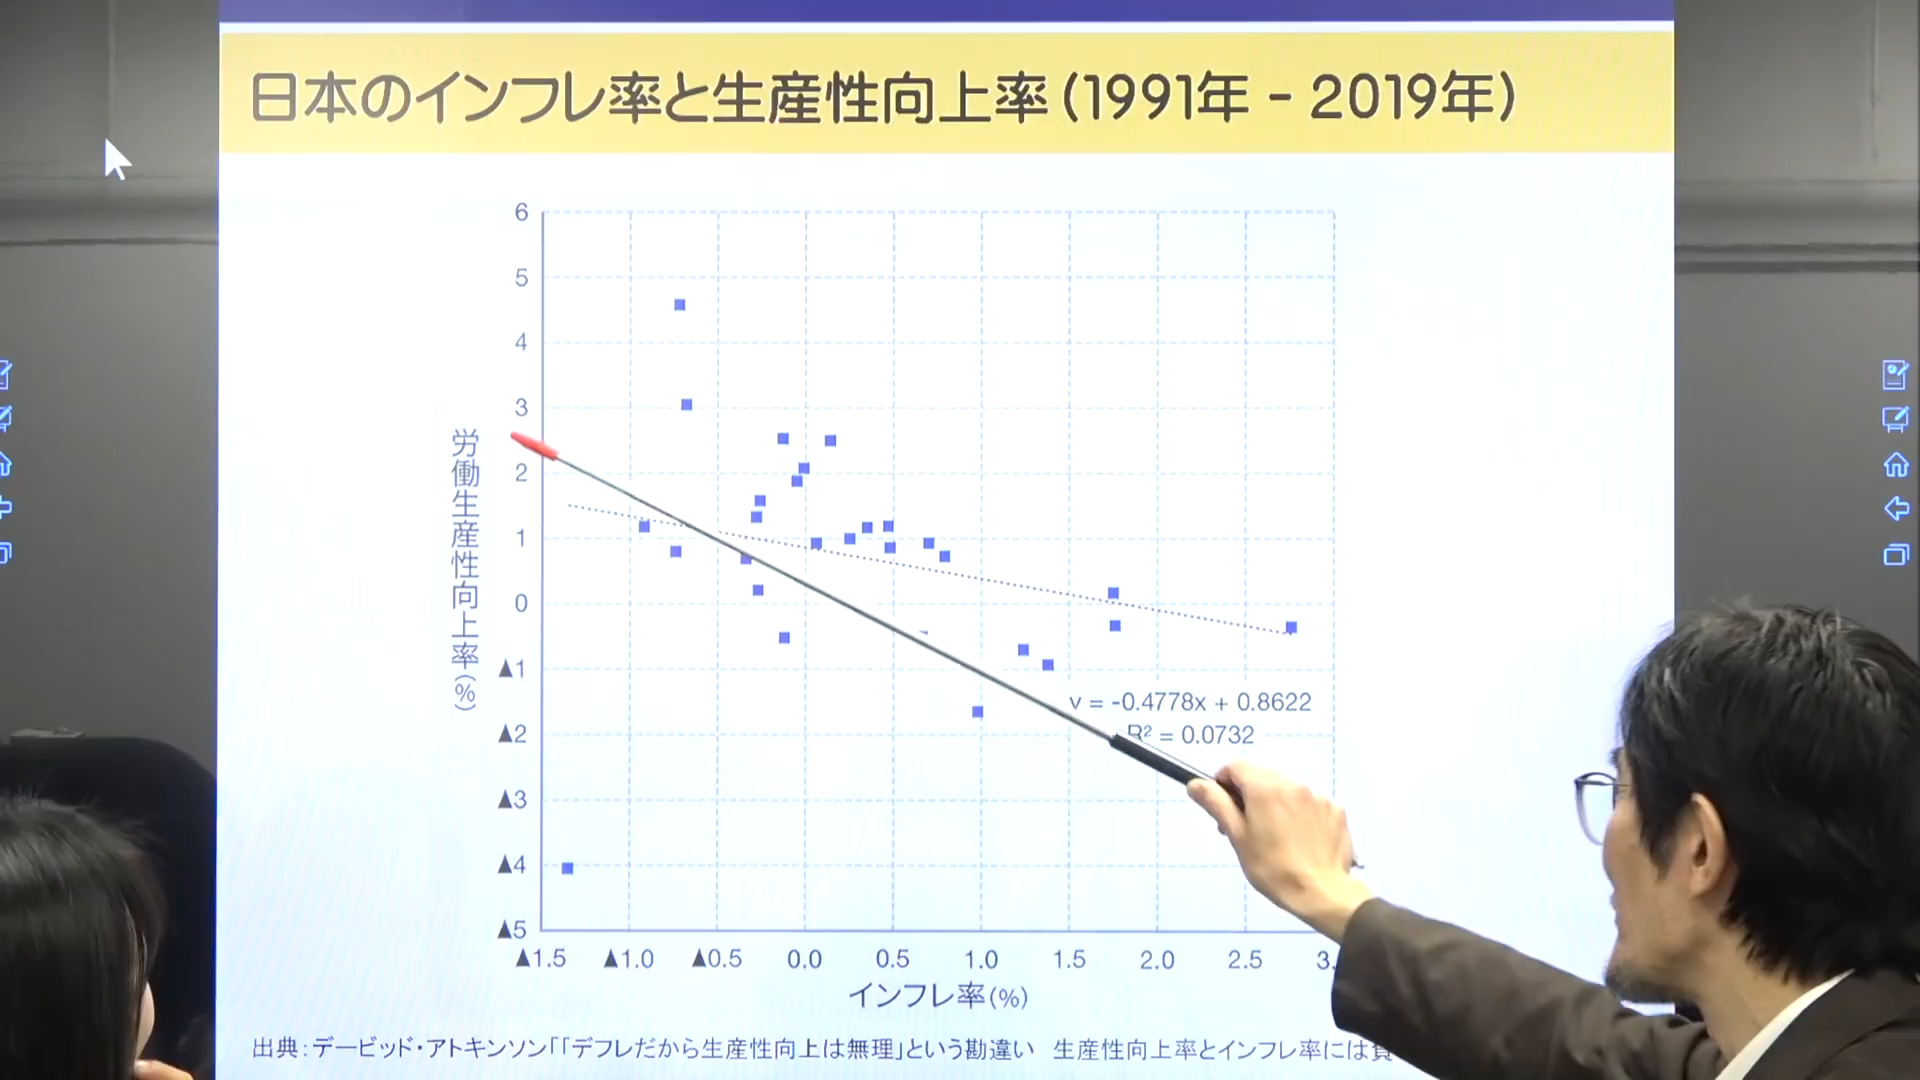 日本のインフレ率と生産性向上率(1991年 - 2019年)
6
5
4
3
2
1
0
▲1
▲2
▲3
▲4
▲5
労働生産性向上率(%)
y = -0.4778x + 0.8622
R² = 0.0732
▲1.5 ▲1.0 ▲0.5 0.0 0.5 1.0 1.5 2.0 2.5 3.
インフレ率(%)
出典:デービッド・アトキンソン「「デフレだから生産性向上は無理」という勘違い 生産性向上率とインフレ率には負